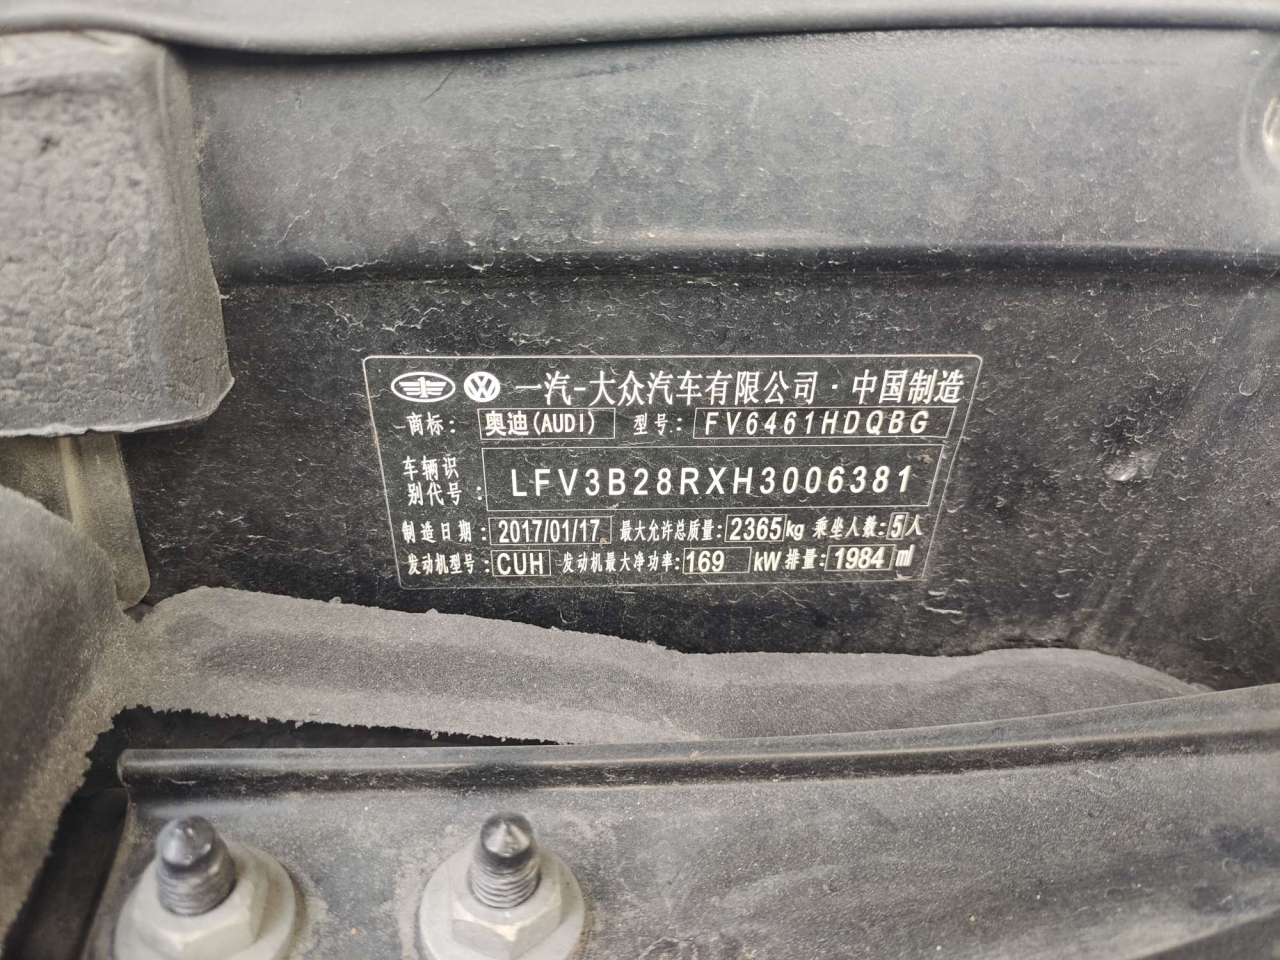 一汽-大众汽车有限公司·中国制造
商标: 奥迪(AUDI) 型号: FV6461HDQBG
车辆识
别代号: LFV3B28RXH3006381
制造日期: 2017/01/17 最大允许总质量: 2365 kg 乘坐人数: 5 人
发动机型号: CUH 发动机最大净功率: 169 kW 排量: 1984 ml